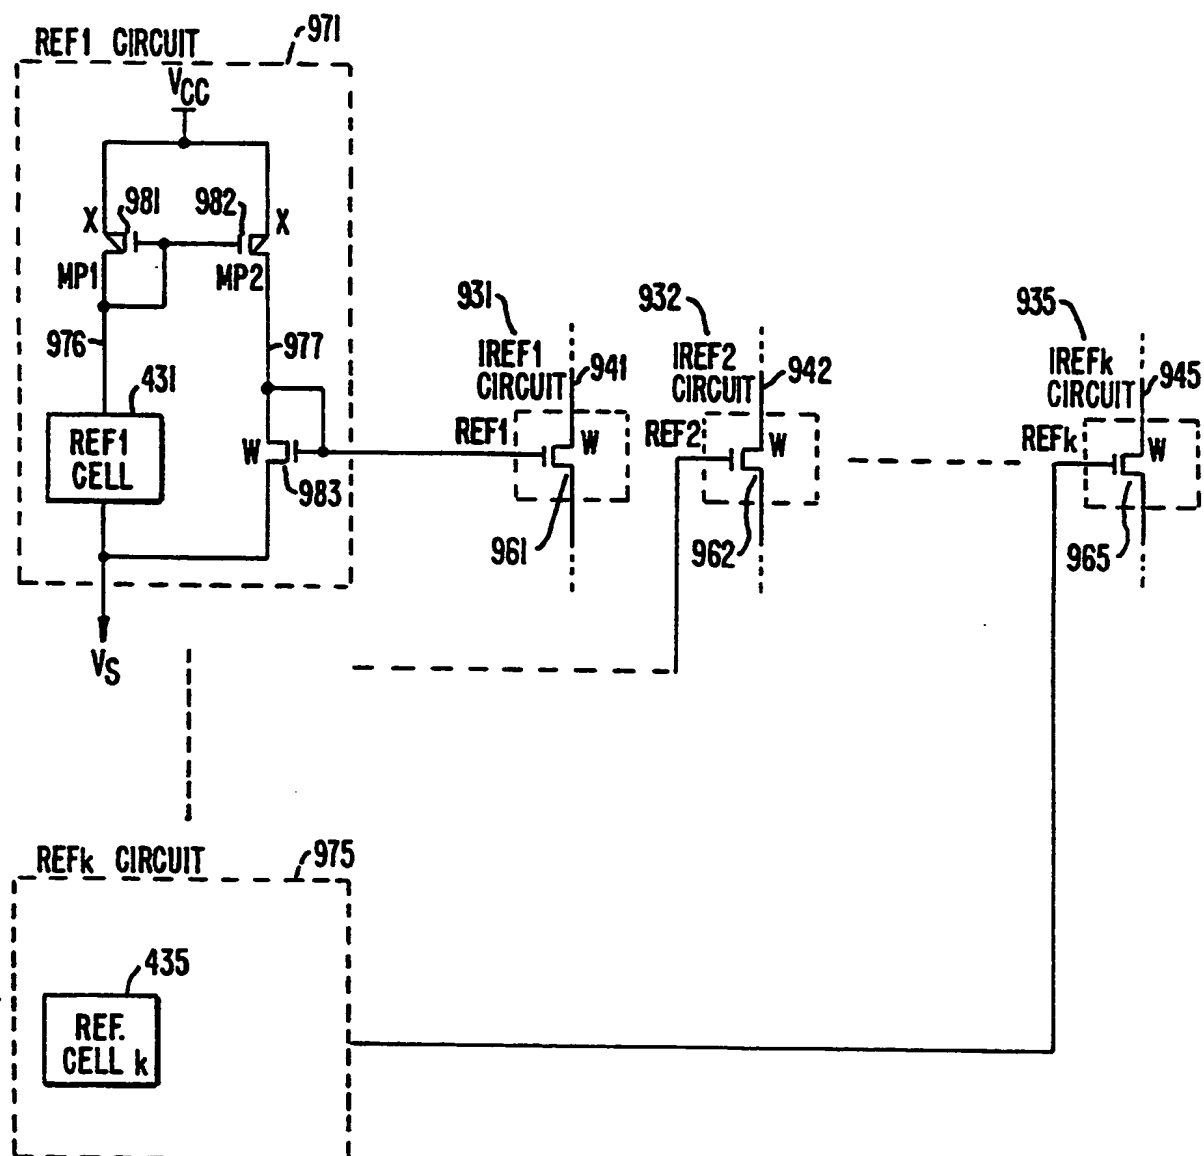 REF1 CIRCUIT
971
VCC
X
981
982
X
MP1
MP2
976
977
431
REF1
CELL
W
983
VS
931
IREF1
CIRCUIT
941
REF1
W
961
932
IREF2
CIRCUIT
942
REF2
W
962
935
IREFk
CIRCUIT
945
REFk
W
965
REFk CIRCUIT
975
435
REF.
CELL k